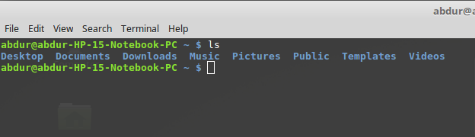 abdur@a
File Edit View Search Terminal Help
abdur@abdur-HP-15-Notebook-PC ~ $ ls
Desktop Documents Downloads Music Pictures Public Templates Videos
abdur@abdur-HP-15-Notebook-PC ~ $